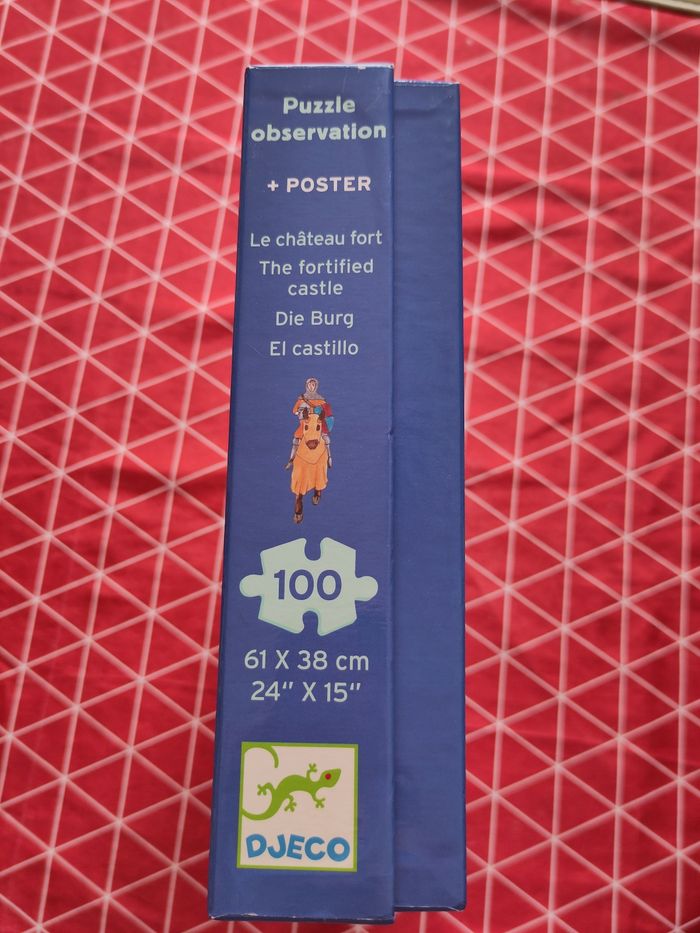 Puzzle
observation
+ POSTER
Le château fort
The fortified
castle
Die Burg
El castillo
100
61 X 38 cm
24" X 15"
DJECO